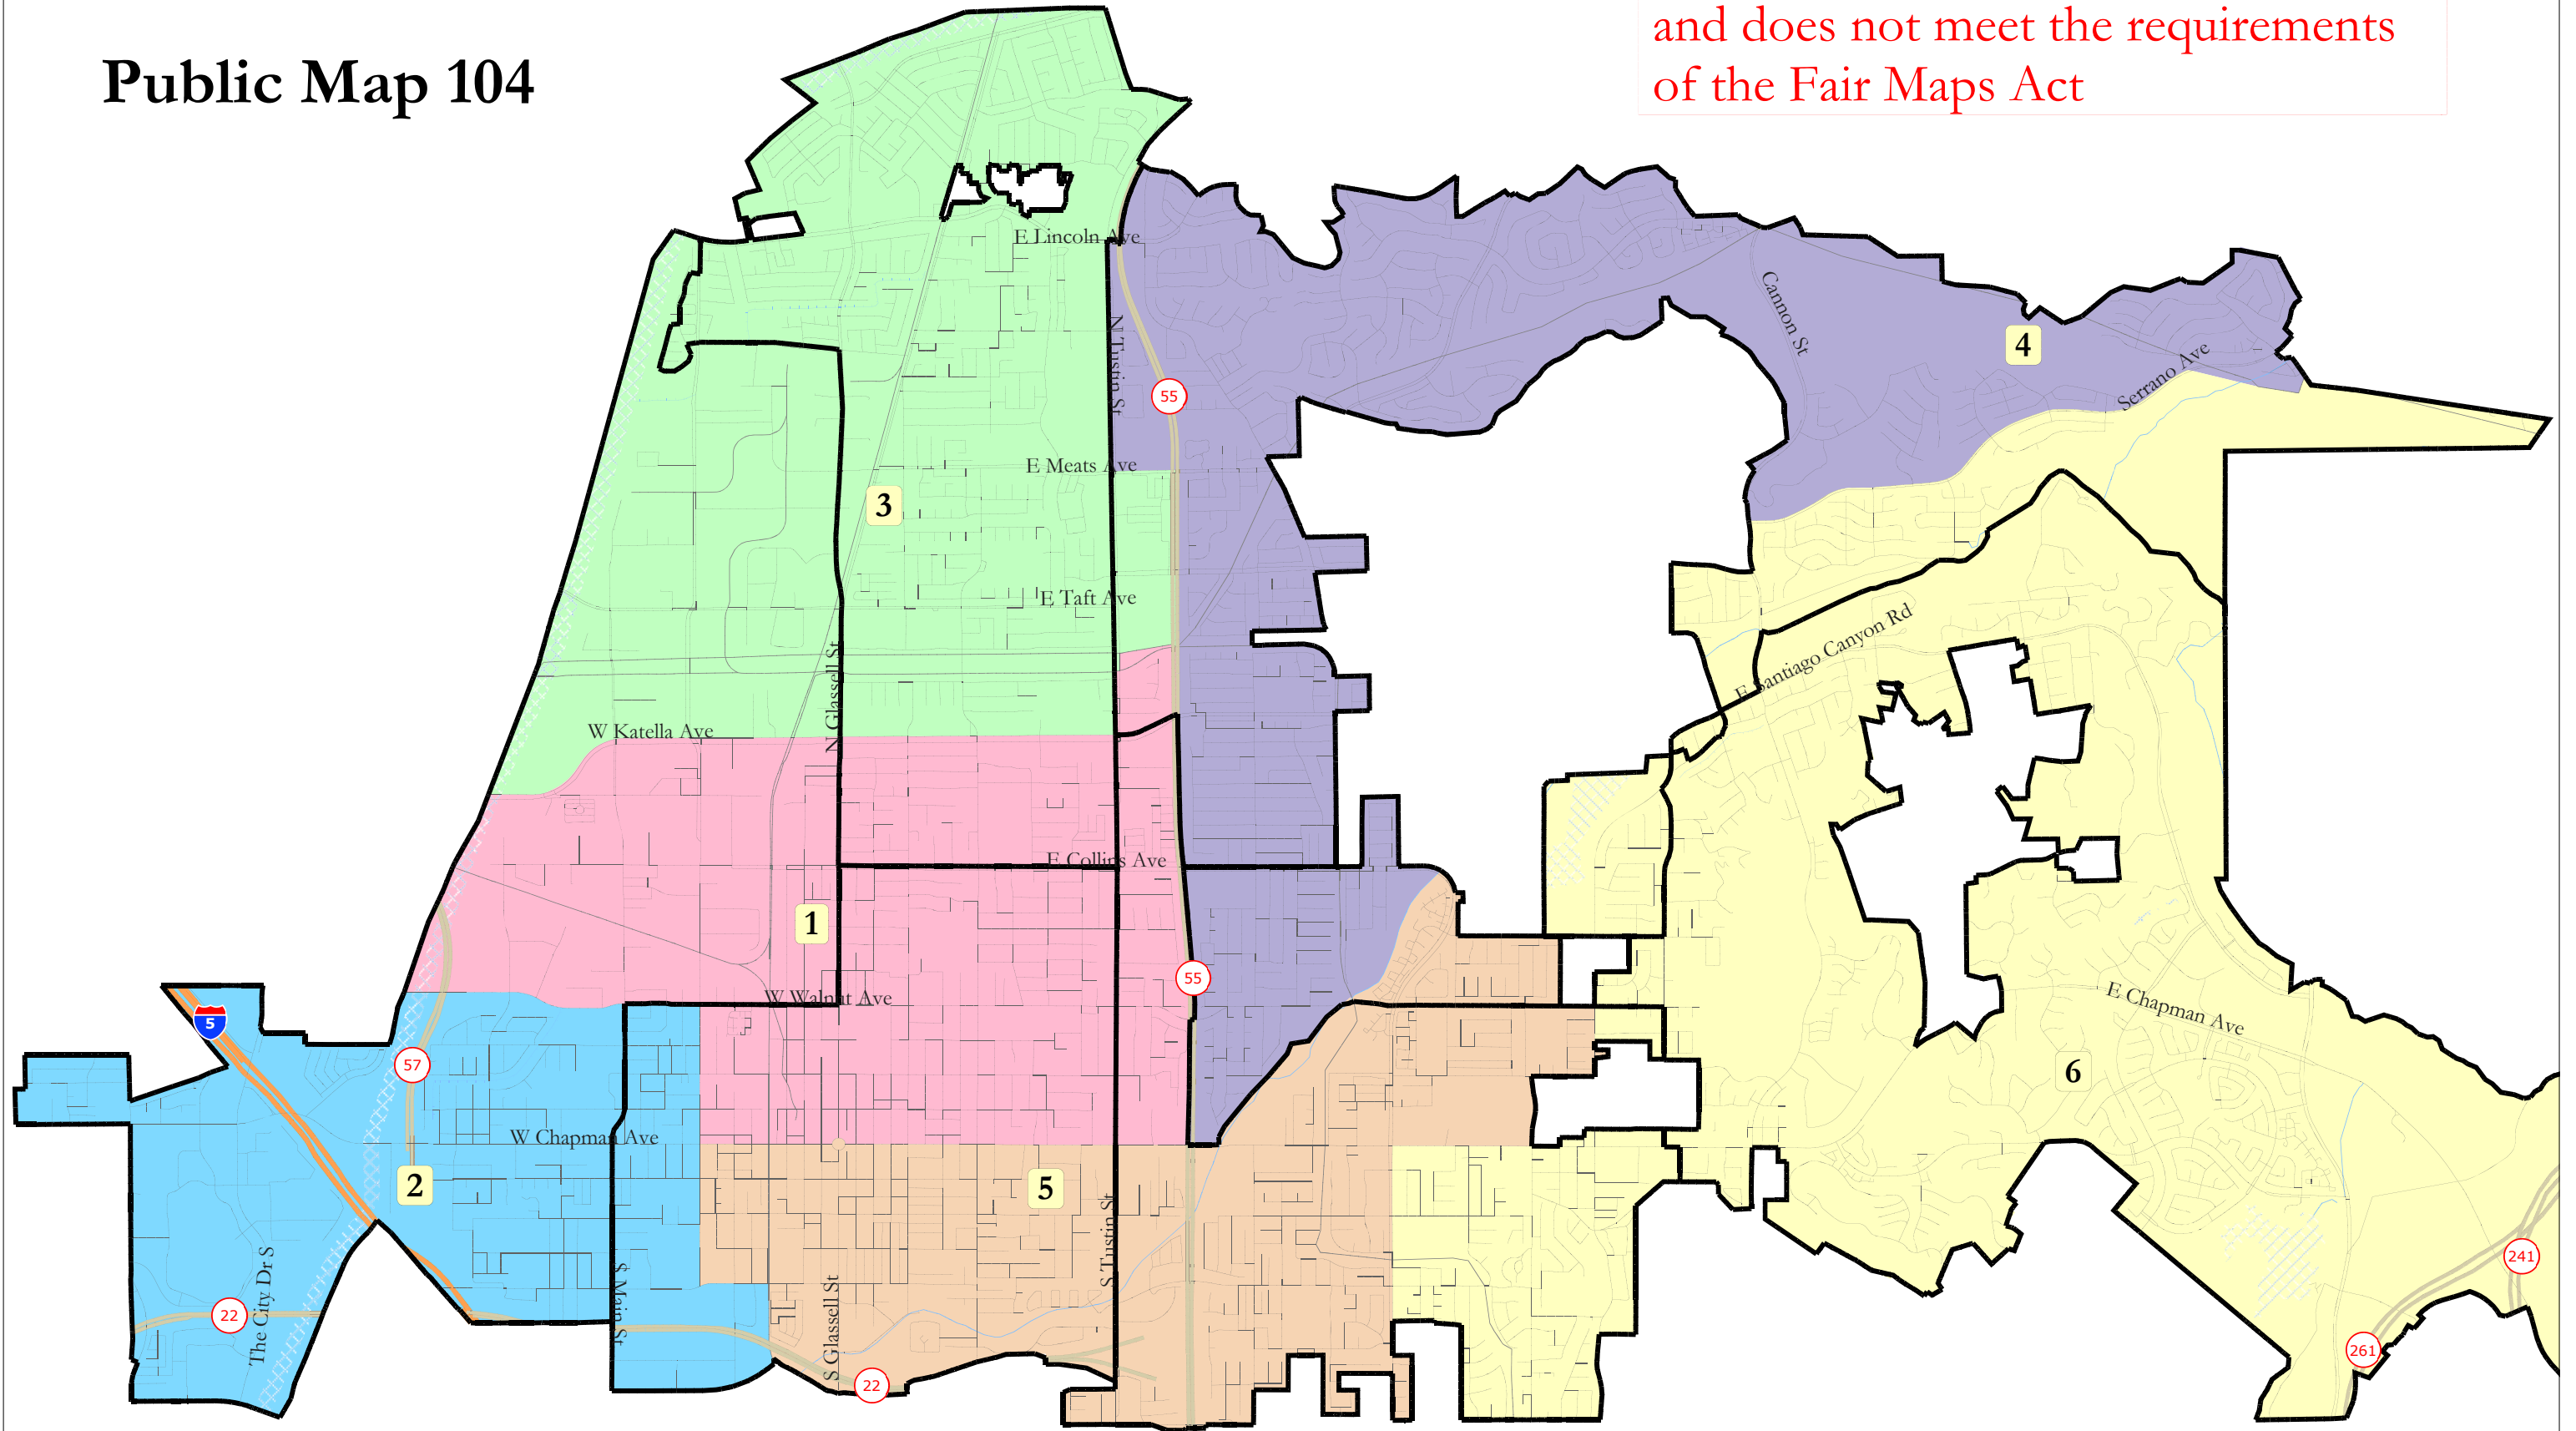 and does not meet the requirements
of the Fair Maps Act
Public Map 104
E Lincoln Ave
Cannon St
4
N Tustin St
Serrano Ave
55
E Meats Ave
3
E Taft Ave
E Santiago Canyon Rd
N Glassell St
W Katella Ave
E Collins Ave
1
55
W Walnut Ave
E Chapman Ave
5
57
6
W Chapman Ave
2
5
S Tustin St
241
The City Dr S
S Main St
S Glassell St
22
261
22